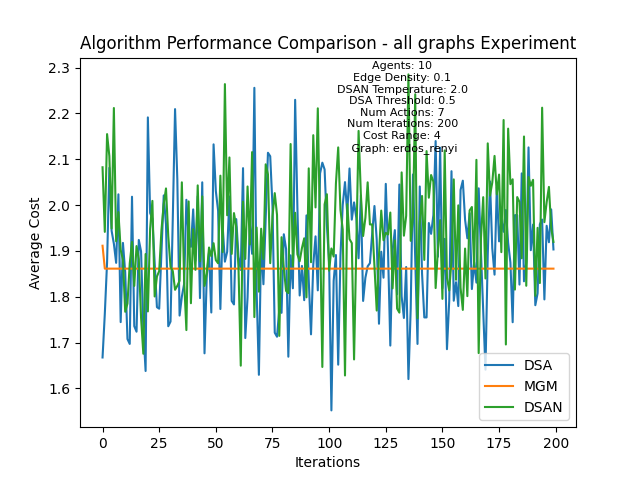 Algorithm Performance Comparison - all graphs Experiment
Agents: 10
Edge Density: 0.1
DSAN Temperature: 2.0
DSA Threshold: 0.5
Num Actions: 7
Num Iterations: 200
Cost Range: 4
Graph: erdos_renyi
2.3
2.2
2.1
2.0
1.9
1.8
1.7
1.6
Average Cost
DSA
MGM
DSAN
0 25 50 75 100 125 150 175 200
Iterations